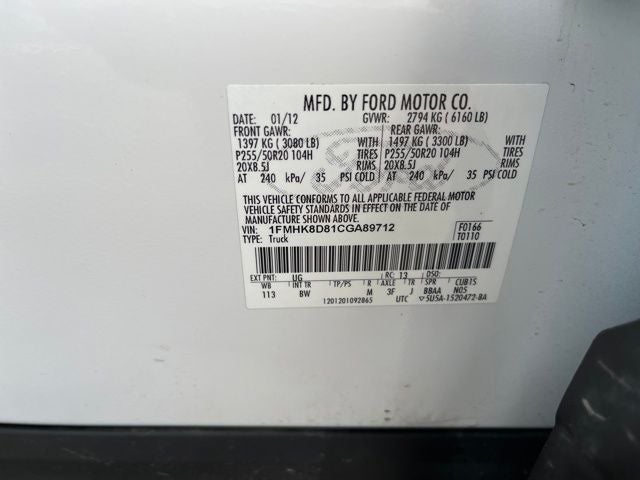 MFD. BY FORD MOTOR CO.
DATE: 01/12 GVWR: 2794 KG ( 6160 LB)
FRONT GAWR: REAR GAWR:
1397 KG ( 3080 LB) WITH 1497 KG ( 3300 LB) WITH
P255/50R20 104H TIRES P255/50R20 104H TIRES
20X8.5J RIMS 20X8.5J RIMS
AT 240 kPa/ 35 PSI COLD AT 240 kPa/ 35 PSI COLD
THIS VEHICLE CONFORMS TO ALL APPLICABLE FEDERAL MOTOR
VEHICLE SAFETY AND BUMPER STANDARDS IN EFFECT ON THE DATE OF
MANUFACTURE SHOWN ABOVE.
VIN: 1FMHK8D81CGA89712 F0166
TYPE: Truck T0110
EXT PNT: UG RC: 13 DSO:
WB INT TR TP/PS R AXLE TR CUB1S
113 BW M 3F J BBAA N05
1201201092865 UTC 5U5A-1520472-BA